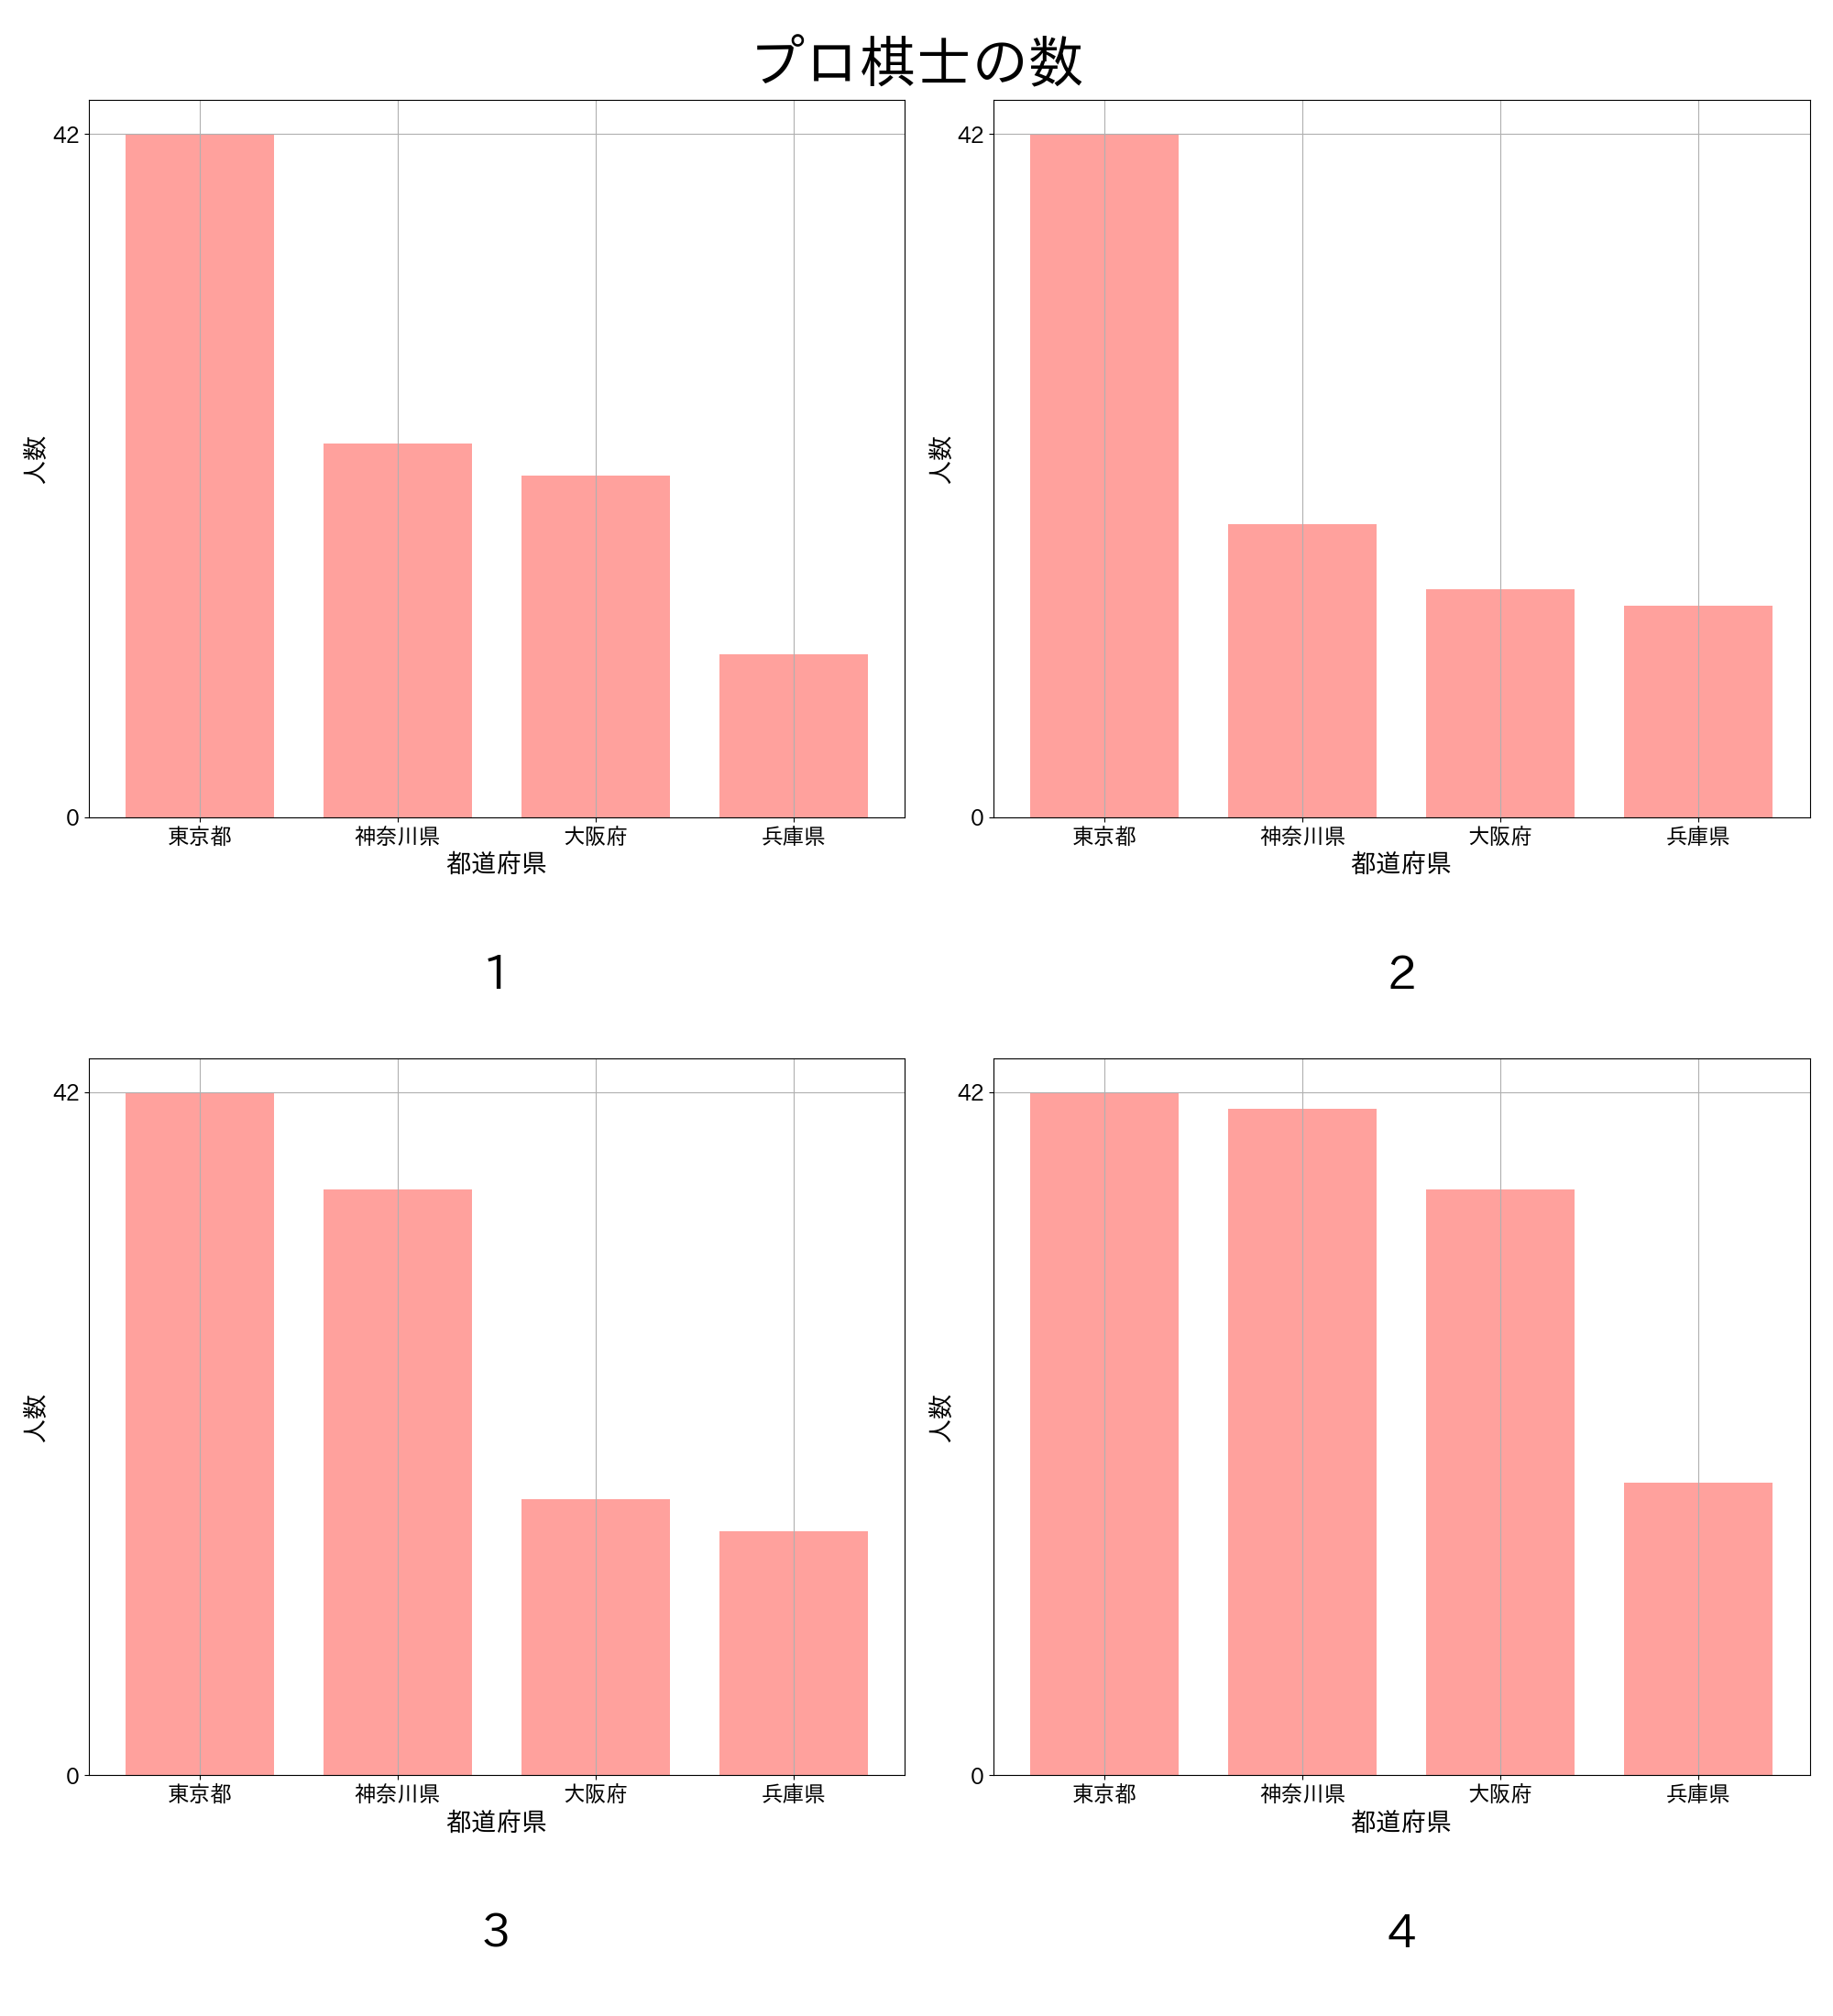 プロ棋士の数
42
0
人数
東京都 神奈川県 大阪府 兵庫県
都道府県
1
42
0
人数
東京都 神奈川県 大阪府 兵庫県
都道府県
2
42
0
人数
東京都 神奈川県 大阪府 兵庫県
都道府県
3
42
0
人数
東京都 神奈川県 大阪府 兵庫県
都道府県
4